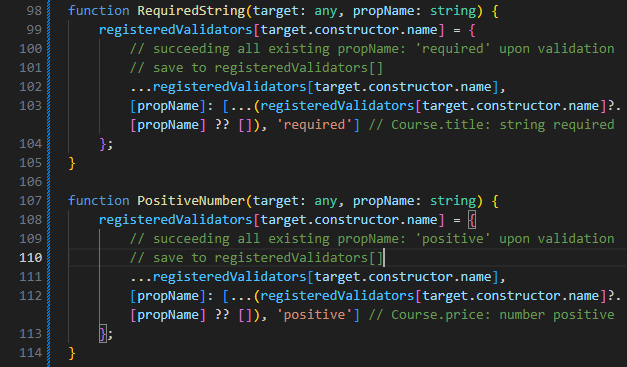 98 function RequiredString(target: any, propName: string) {
99 registeredValidators[target.constructor.name] = {
100 // succeeding all existing propName: 'required' upon validation
101 // save to registeredValidators[]
102 ...registeredValidators[target.constructor.name],
103 [propName]: [...(registeredValidators[target.constructor.name]?.
[propName] ?? []), 'required'] // Course.title: string required
104 };
105 }
106
107 function PositiveNumber(target: any, propName: string) {
108 registeredValidators[target.constructor.name] = {
109 // succeeding all existing propName: 'positive' upon validation
110 // save to registeredValidators[]
111 ...registeredValidators[target.constructor.name],
112 [propName]: [...(registeredValidators[target.constructor.name]?.
[propName] ?? []), 'positive'] // Course.price: number positive
113 };
114 }